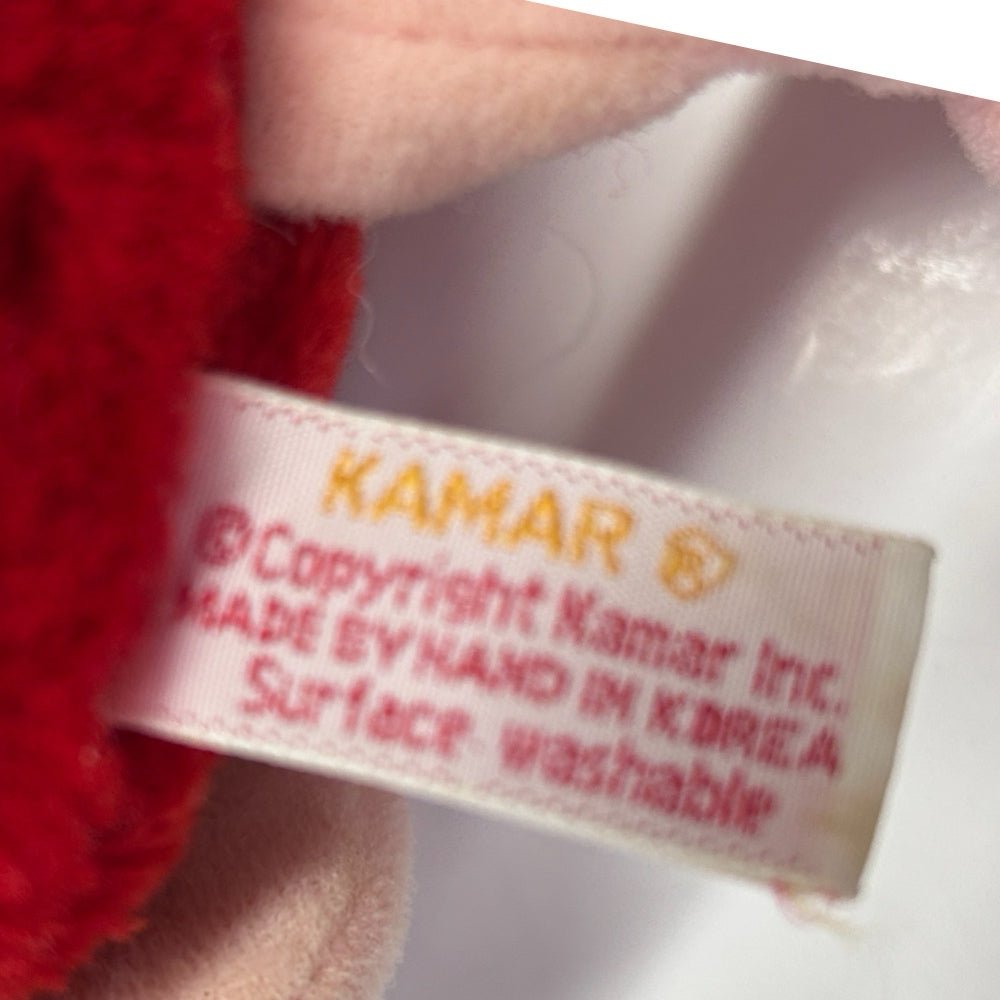 KAMAR ®
©Copyright Kamar Inc.
MADE BY HAND IN KOREA
Surface washable